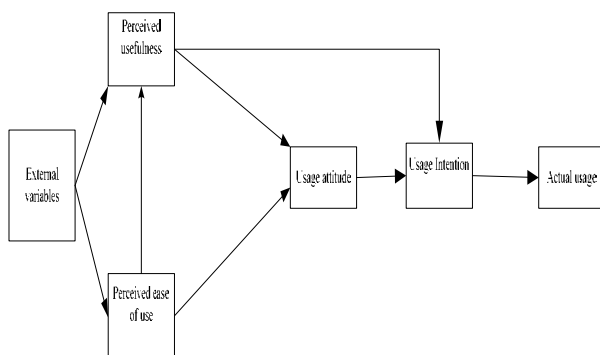 Perceived
usefulness
External
variables
Usage attitude
Usage Intention
Actual usage
Perceived ease
of use